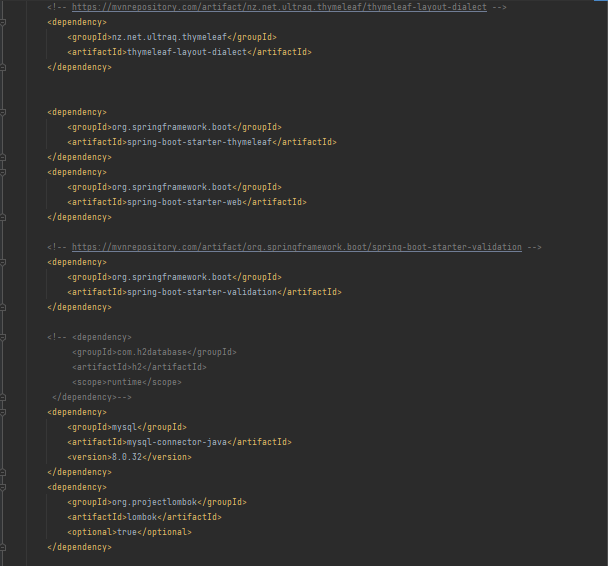 <!-- https://mvnrepository.com/artifact/nz.net.ultraq.thymeleaf/thymeleaf-layout-dialect -->
<dependency>
    <groupId>nz.net.ultraq.thymeleaf</groupId>
    <artifactId>thymeleaf-layout-dialect</artifactId>
</dependency>
<dependency>
    <groupId>org.springframework.boot</groupId>
    <artifactId>spring-boot-starter-thymeleaf</artifactId>
</dependency>
<dependency>
    <groupId>org.springframework.boot</groupId>
    <artifactId>spring-boot-starter-web</artifactId>
</dependency>
<!-- https://mvnrepository.com/artifact/org.springframework.boot/spring-boot-starter-validation -->
<dependency>
    <groupId>org.springframework.boot</groupId>
    <artifactId>spring-boot-starter-validation</artifactId>
</dependency>
<!-- <dependency>
     <groupId>com.h2database</groupId>
     <artifactId>h2</artifactId>
     <scope>runtime</scope>
 </dependency>-->
<dependency>
    <groupId>mysql</groupId>
    <artifactId>mysql-connector-java</artifactId>
    <version>8.0.32</version>
</dependency>
<dependency>
    <groupId>org.projectlombok</groupId>
    <artifactId>lombok</artifactId>
    <optional>true</optional>
</dependency>